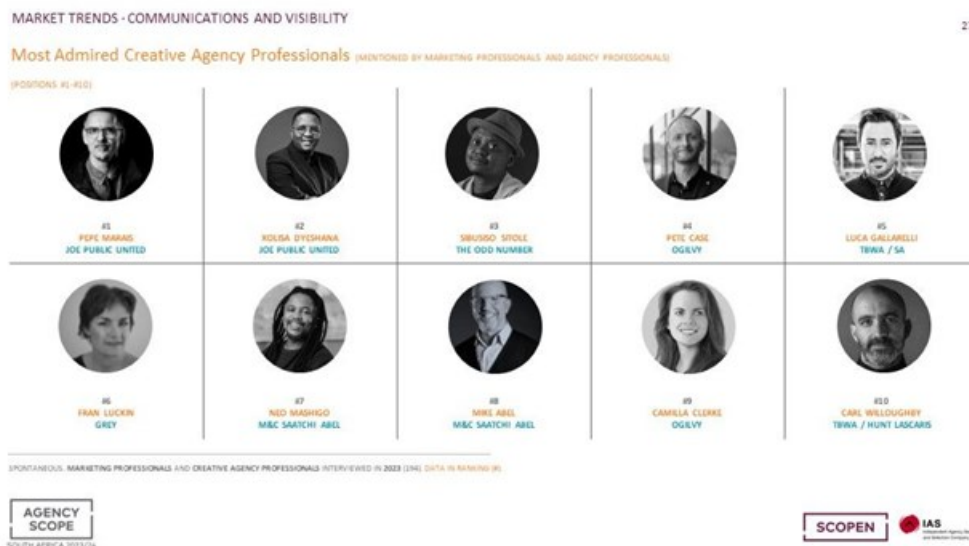 MARKET TRENDS - COMMUNICATIONS AND VISIBILITY
Most Admired Creative Agency Professionals (MENTIONED BY MARKETING PROFESSIONALS AND AGENCY PROFESSIONALS)
(POSITIONS #1-#10)
#1
PEPE MARAIS
JOE PUBLIC UNITED
#2
XOLISA DYESHANA
JOE PUBLIC UNITED
#3
SIBUSISO SITOLE
THE ODD NUMBER
#4
PETE CASE
OGILVY
#5
LUCA GALLARELLI
TBWA / SA
#6
FRAN LUCKIN
GREY
#7
NEO MASHIGO
M&C SAATCHI ABEL
#8
MIKE ABEL
M&C SAATCHI ABEL
#9
CAMILLA CLERKE
OGILVY
#10
CARL WILLOUGHBY
TBWA / HUNT LASCARIS
SPONTANEOUS. MARKETING PROFESSIONALS AND CREATIVE AGENCY PROFESSIONALS INTERVIEWED IN 2023 (194). DATA IN RANKING (#)
AGENCY
SCOPE
SOUTH AFRICA 2023/24
SCOPEN
IAS